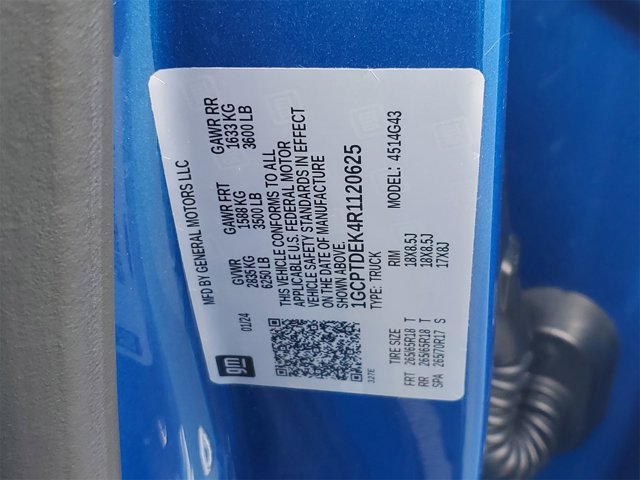 MFD BY GENERAL MOTORS LLC
01/24
GVWR GAWR FRT GAWR RR
2835 KG 1588 KG 1633 KG
6250 LB 3500 LB 3600 LB
THIS VEHICLE CONFORMS TO ALL
APPLICABLE U.S. FEDERAL MOTOR
VEHICLE SAFETY STANDARDS IN EFFECT
ON THE DATE OF MANUFACTURE
SHOWN ABOVE.
1GCPTDEK4R1120625
TYPE: TRUCK
MODEL: 4514G43
gm
127E
TIRE SIZE RIM
FRT 265/65R18 T 18X8.5J
RR 265/65R18 T 18X8.5J
SPA 265/70R17 S 17X8J